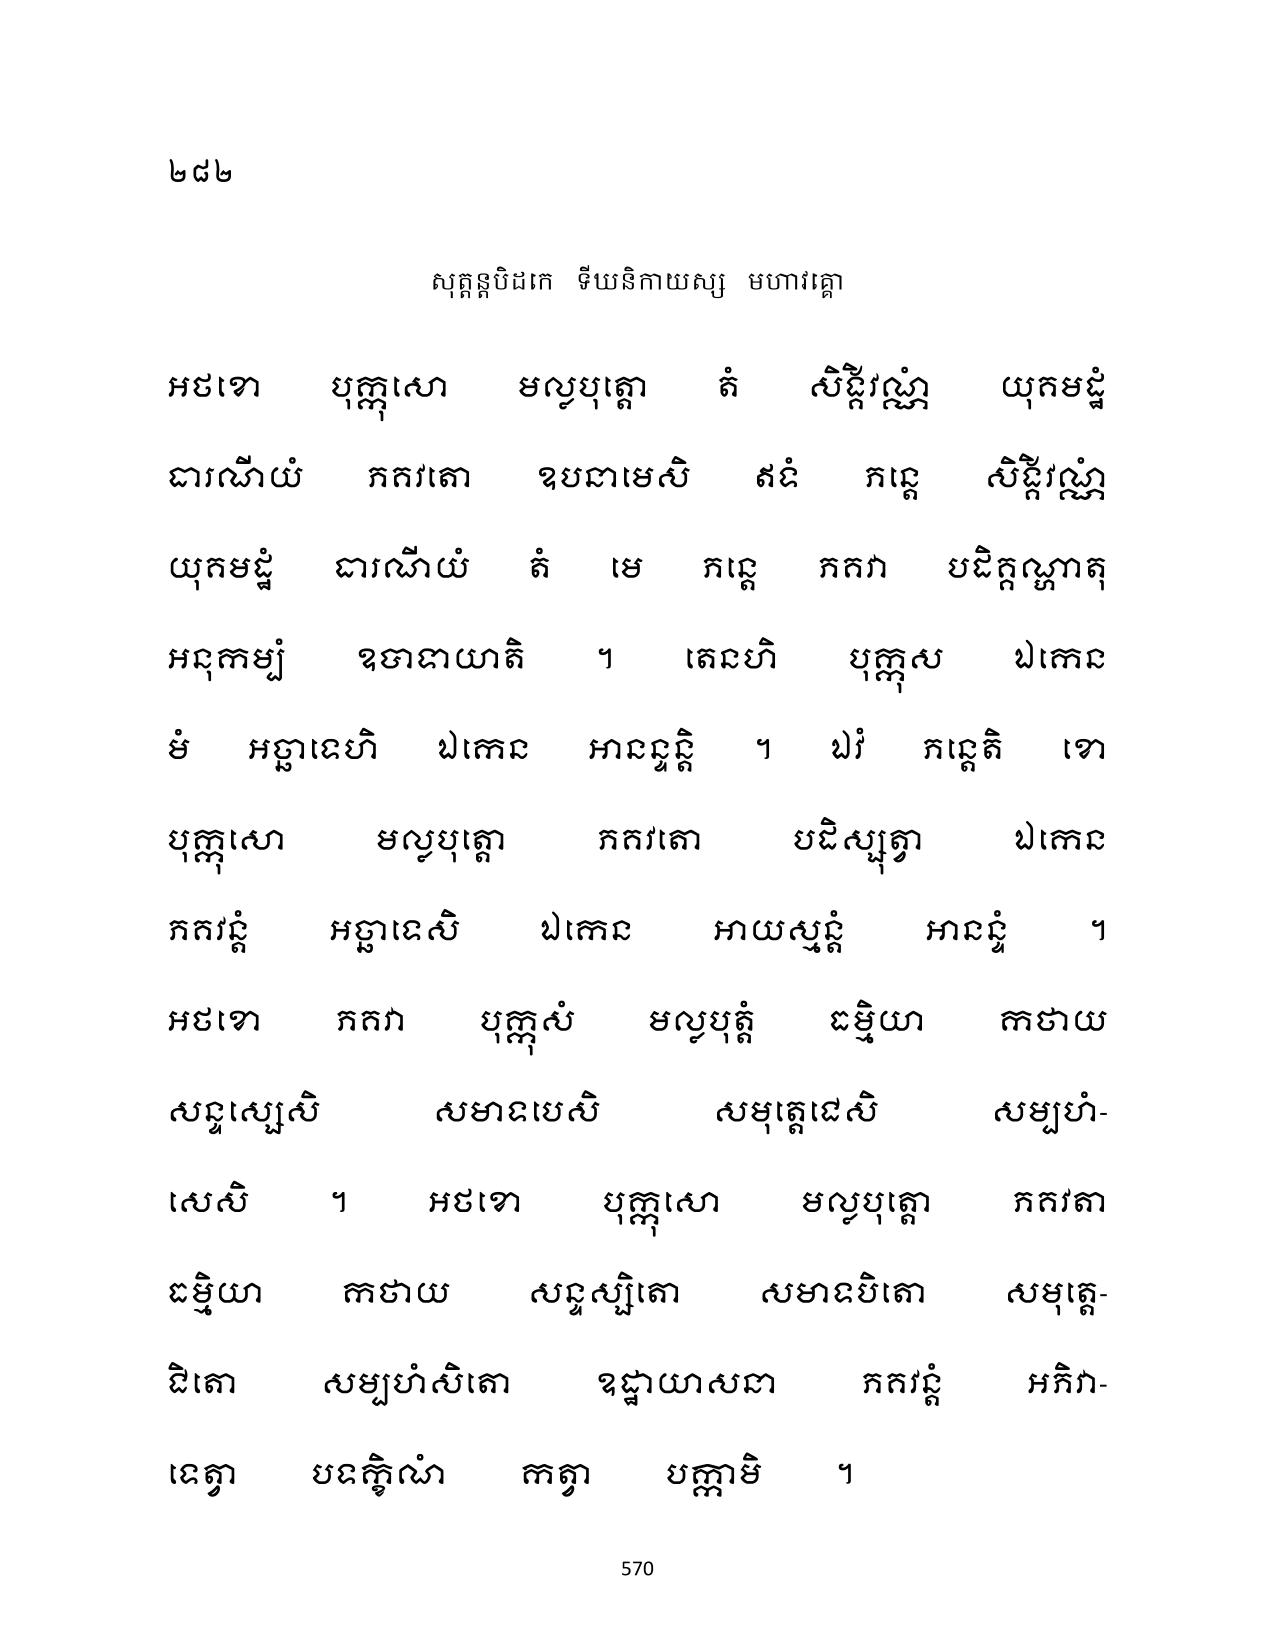 ២៨២
សុត្តន្តបិដកេ ទីឃនិកាយស្ស មហាវគ្គោ
អថខោ បុក្កុសោ មល្លបុត្តោ តំ សិង្គីវណ្ណំ យុគមដ្ឋំ
ធារណីយំ ភគវតោ ឧបនាមេសិ ឥទំ ភន្តេ សិង្គីវណ្ណំ
យុគមដ្ឋំ ធារណីយំ តំ មេ ភន្តេ ភគវា បដិគ្គណ្ហាតុ
អនុកម្បំ ឧបាទាយាតិ ។ តេនហិ បុក្កុស ឯកេន
មំ អច្ឆាទេហិ ឯកេន អានន្ទន្តិ ។ ឯវំ ភន្តេតិ ខោ
បុក្កុសោ មល្លបុត្តោ ភគវតោ បដិស្សុត្វា ឯកេន
ភគវន្តំ អច្ឆាទេសិ ឯកេន អាយស្មន្តំ អានន្ទំ ។
អថខោ ភគវា បុក្កុសំ មល្លបុត្តំ ធម្មិយា កថាយ
សន្ទស្សេសិ សមាទបេសិ សមុត្តេជេសិ សម្បហំ-
សេសិ ។ អថខោ បុក្កុសោ មល្លបុត្តោ ភគវតា
ធម្មិយា កថាយ សន្ទស្សិតោ សមាទបិតោ សមុត្តេ-
ជិតោ សម្បហំសិតោ ឧដ្ឋាយាសនា ភគវន្តំ អភិវា-
ទេត្វា បទក្ខិណំ កត្វា បក្កាមិ ។
570